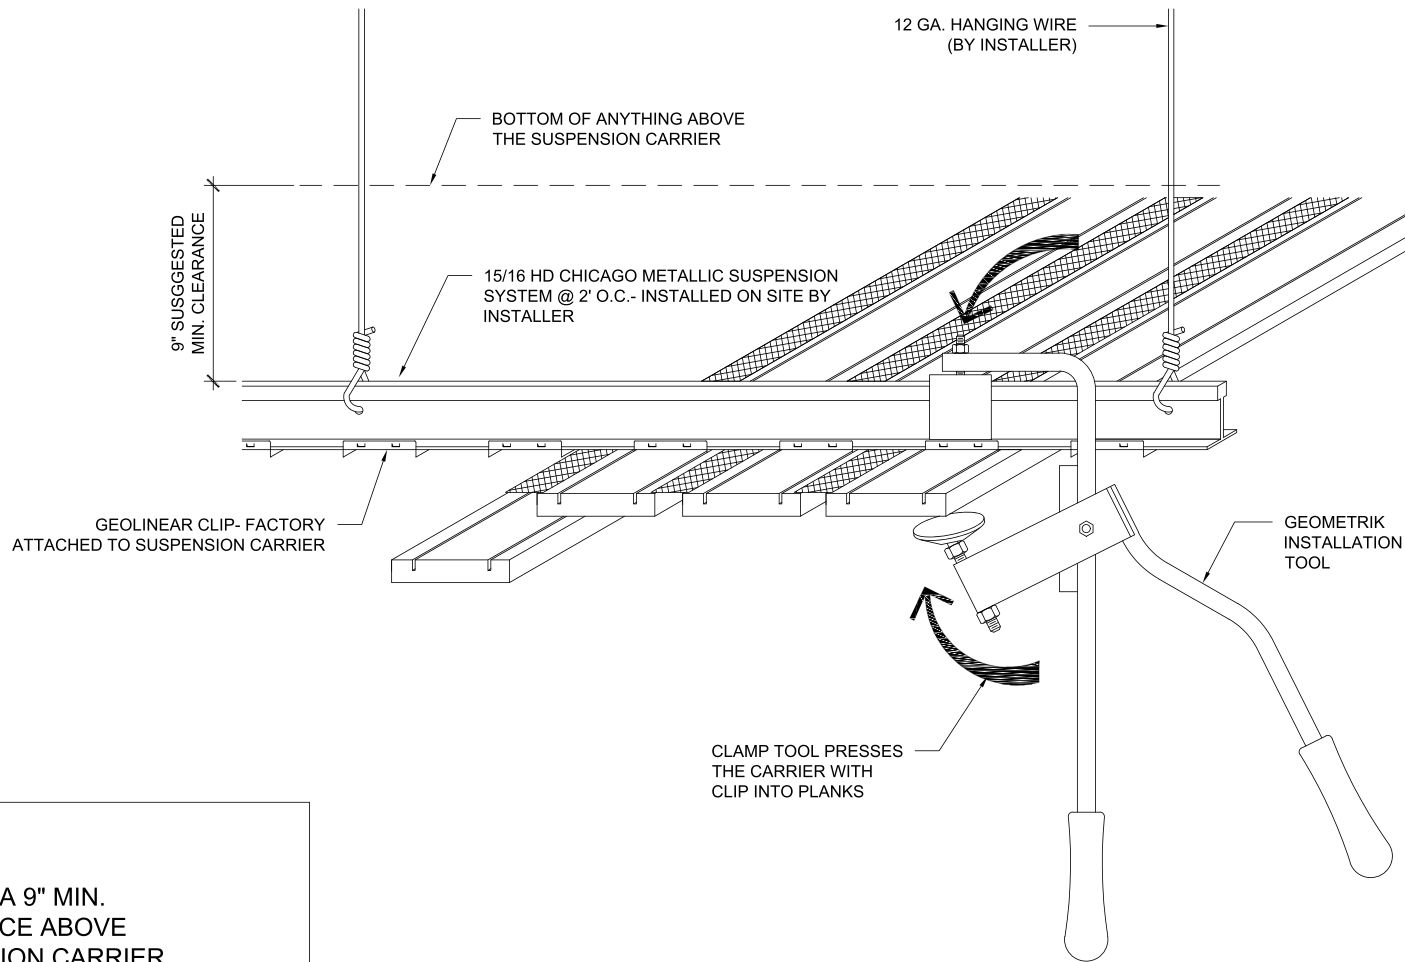 12 GA. HANGING WIRE
(BY INSTALLER)
BOTTOM OF ANYTHING ABOVE
THE SUSPENSION CARRIER
9" SUSGGESTED
MIN. CLEARANCE
15/16 HD CHICAGO METALLIC SUSPENSION
SYSTEM @ 2' O.C.- INSTALLED ON SITE BY
INSTALLER
GEOLINEAR CLIP- FACTORY
ATTACHED TO SUSPENSION CARRIER
GEOMETRIK
INSTALLATION
TOOL
CLAMP TOOL PRESSES
THE CARRIER WITH
CLIP INTO PLANKS
A 9" MIN.
CE ABOVE
ION CARRIER